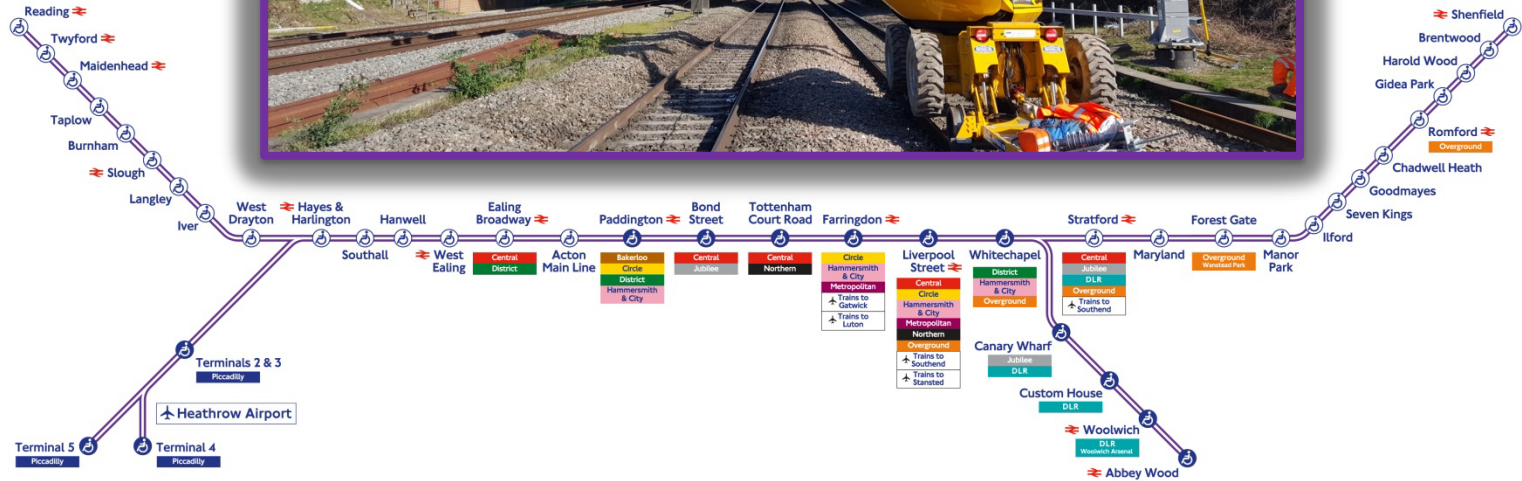 Reading
Twyford
Maidenhead
Taplow
Burnham
Slough
Langley
Iver
West
Drayton
Hayes &
Harlington
Southall
Hanwell
West
Ealing
Ealing
Broadway
Central
District
Acton
Main Line
Paddington
Bakerloo
Circle
District
Hammersmith
& City
Bond
Street
Central
Jubilee
Tottenham
Court Road
Central
Northern
Farringdon
Circle
Hammersmith
& City
Metropolitan
Trains to
Gatwick
Trains to
Luton
Liverpool
Street
Central
Circle
Hammersmith
& City
Metropolitan
Northern
Overground
Trains to
Southend
Trains to
Stansted
Whitechapel
District
Hammersmith
& City
Overground
Stratford
Central
Jubilee
DLR
Overground
Trains to
Southend
Maryland
Forest Gate
Overground
Wanstead Park
Manor
Park
Ilford
Seven Kings
Goodmayes
Chadwell Heath
Romford
Overground
Gidea Park
Harold Wood
Brentwood
Shenfield
Canary Wharf
Jubilee
DLR
Custom House
DLR
Woolwich
DLR
Woolwich Arsenal
Abbey Wood
Terminals 2 & 3
Piccadilly
Heathrow Airport
Terminal 5
Piccadilly
Terminal 4
Piccadilly